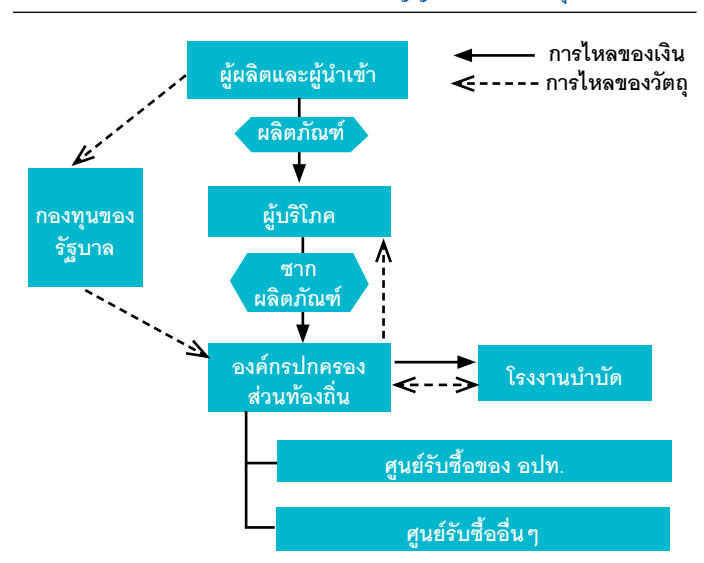 การไหลของเงิน
การไหลของวัตถุ
ผู้ผลิตและผู้นำเข้า
ผลิตภัณฑ์
กองทุนของ
รัฐบาล
ผู้บริโภค
ซาก
ผลิตภัณฑ์
องค์กรปกครอง
ส่วนท้องถิ่น
โรงงานบำบัด
ศูนย์รับซื้อของ อปท.
ศูนย์รับซื้ออื่นๆ